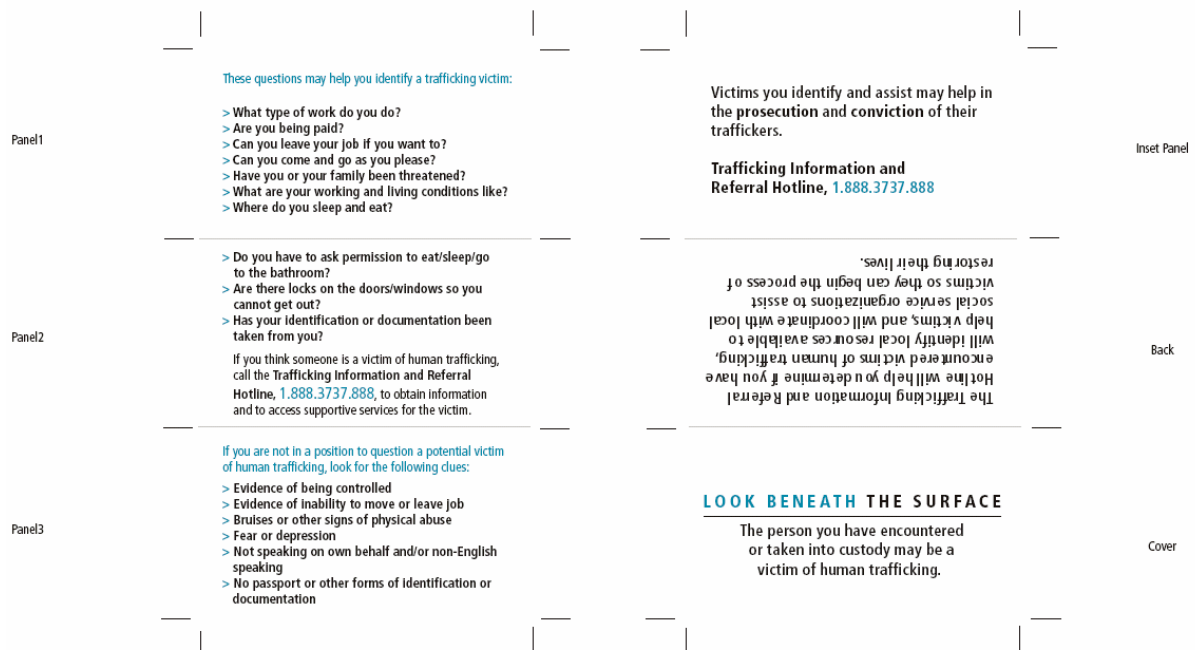 Panel1
These questions may help you identify a trafficking victim:
> What type of work do you do?
> Are you being paid?
> Can you leave your job if you want to?
> Can you come and go as you please?
> Have you or your family been threatened?
> What are your working and living conditions like?
> Where do you sleep and eat?
Panel2
> Do you have to ask permission to eat/sleep/go
to the bathroom?
> Are there locks on the doors/windows so you
cannot get out?
> Has your identification or documentation been
taken from you?
If you think someone is a victim of human trafficking,
call the Trafficking Information and Referral
Hotline, 1.888.3737.888, to obtain information
and to access supportive services for the victim.
Panel3
If you are not in a position to question a potential victim
of human trafficking, look for the following clues:
> Evidence of being controlled
> Evidence of inability to move or leave job
> Bruises or other signs of physical abuse
> Fear or depression
> Not speaking on own behalf and/or non-English
speaking
> No passport or other forms of identification or
documentation
Inset Panel
Victims you identify and assist may help in
the prosecution and conviction of their
traffickers.
Trafficking Information and
Referral Hotline, 1.888.3737.888
Back
The Trafficking Information and Referral
Hotline will help you determine if you have
encountered victims of human trafficking,
will identify local resources available to
help victims, and will coordinate with local
social service organizations to assist
victims so they can begin the process of
restoring their lives.
Cover
LOOK BENEATH THE SURFACE
The person you have encountered
or taken into custody may be a
victim of human trafficking.